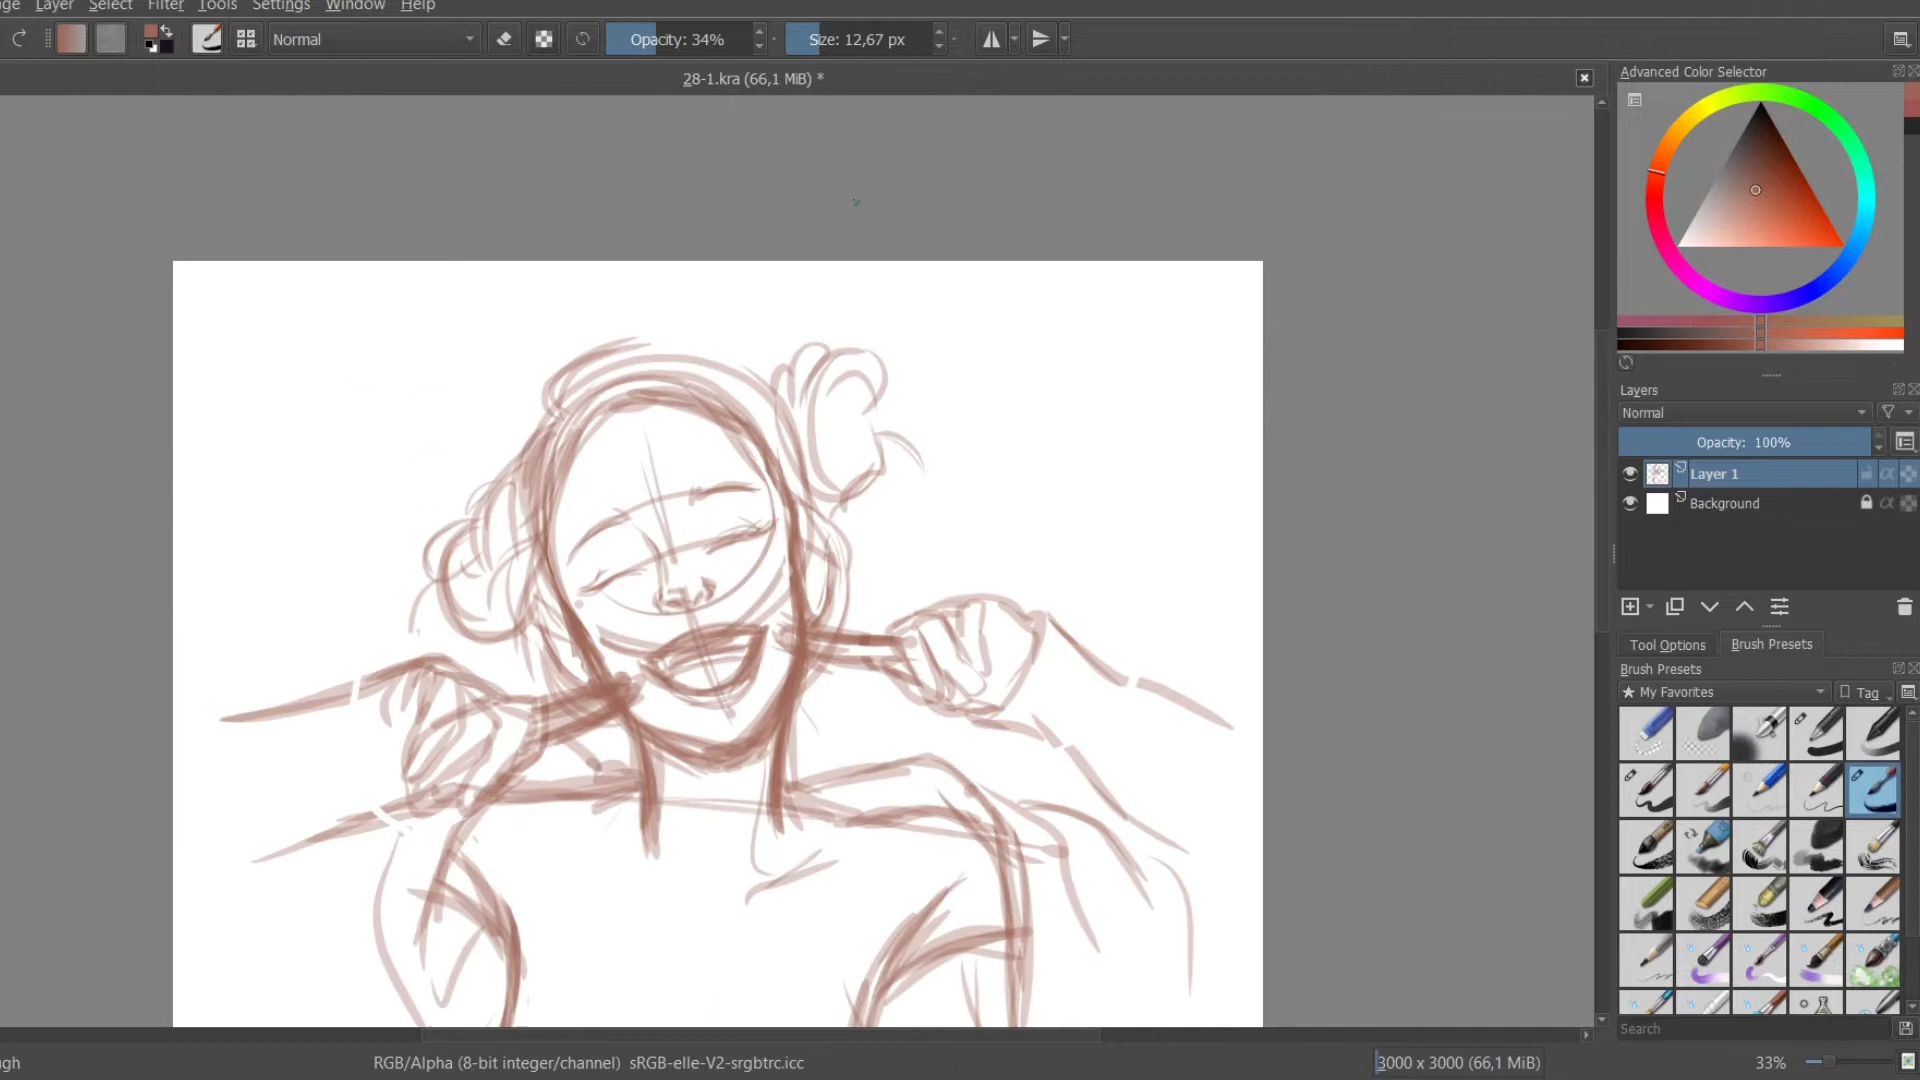 ge Layer Select Filter Tools Settings Window Help
Normal Opacity: 34% Size: 12,67 px
28-1.kra (66,1 MiB) *
Advanced Color Selector
Layers
Normal
Opacity: 100%
Layer 1
Background
Tool Options Brush Presets
Brush Presets
★ My Favorites Tag
Search
gh RGB/Alpha (8-bit integer/channel) sRGB-elle-V2-srgbtrc.icc 3000 x 3000 (66,1 MiB) 33%